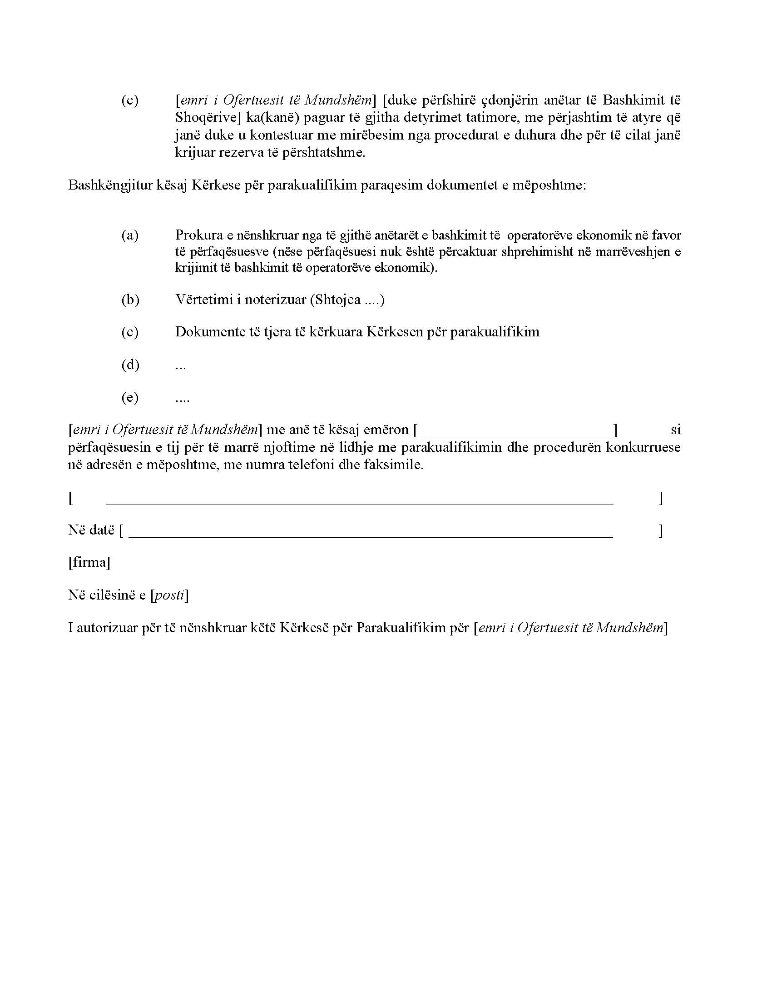 (c) [emri i Ofertuesit të Mundshëm] [duke përfshirë çdonjërin anëtar të Bashkimit të
Shoqërive] ka(kanë) paguar të gjitha detyrimet tatimore, me përjashtim të atyre që
janë duke u kontestuar me mirëbesim nga procedurat e duhura dhe për të cilat janë
krijuar rezerva të përshtatshme.
Bashkëngjitur kësaj Kërkese për parakualifikim paraqesim dokumentet e mëposhtme:
(a) Prokura e nënshkruar nga të gjithë anëtarët e bashkimit të operatorëve ekonomik në favor
të përfaqësuesve (nëse përfaqësuesi nuk është përcaktuar shprehimisht në marrëveshjen e
krijimit të bashkimit të operatorëve ekonomik).
(b) Vërtetimi i noterizuar (Shtojca ....)
(c) Dokumente të tjera të kërkuara Kërkesen për parakualifikim
(d) ...
(e) ....
[emri i Ofertuesit të Mundshëm] me anë të kësaj emëron [ __________________________] si
përfaqësuesin e tij për të marrë njoftime në lidhje me parakualifikimin dhe procedurën konkurruese
në adresën e mëposhtme, me numra telefoni dhe faksimile.
[ ______________________________________________________________________ ]
Në datë [ ___________________________________________________________________ ]
[firma]
Në cilësinë e [posti]
I autorizuar për të nënshkruar këtë Kërkesë për Parakualifikim për [emri i Ofertuesit të Mundshëm]